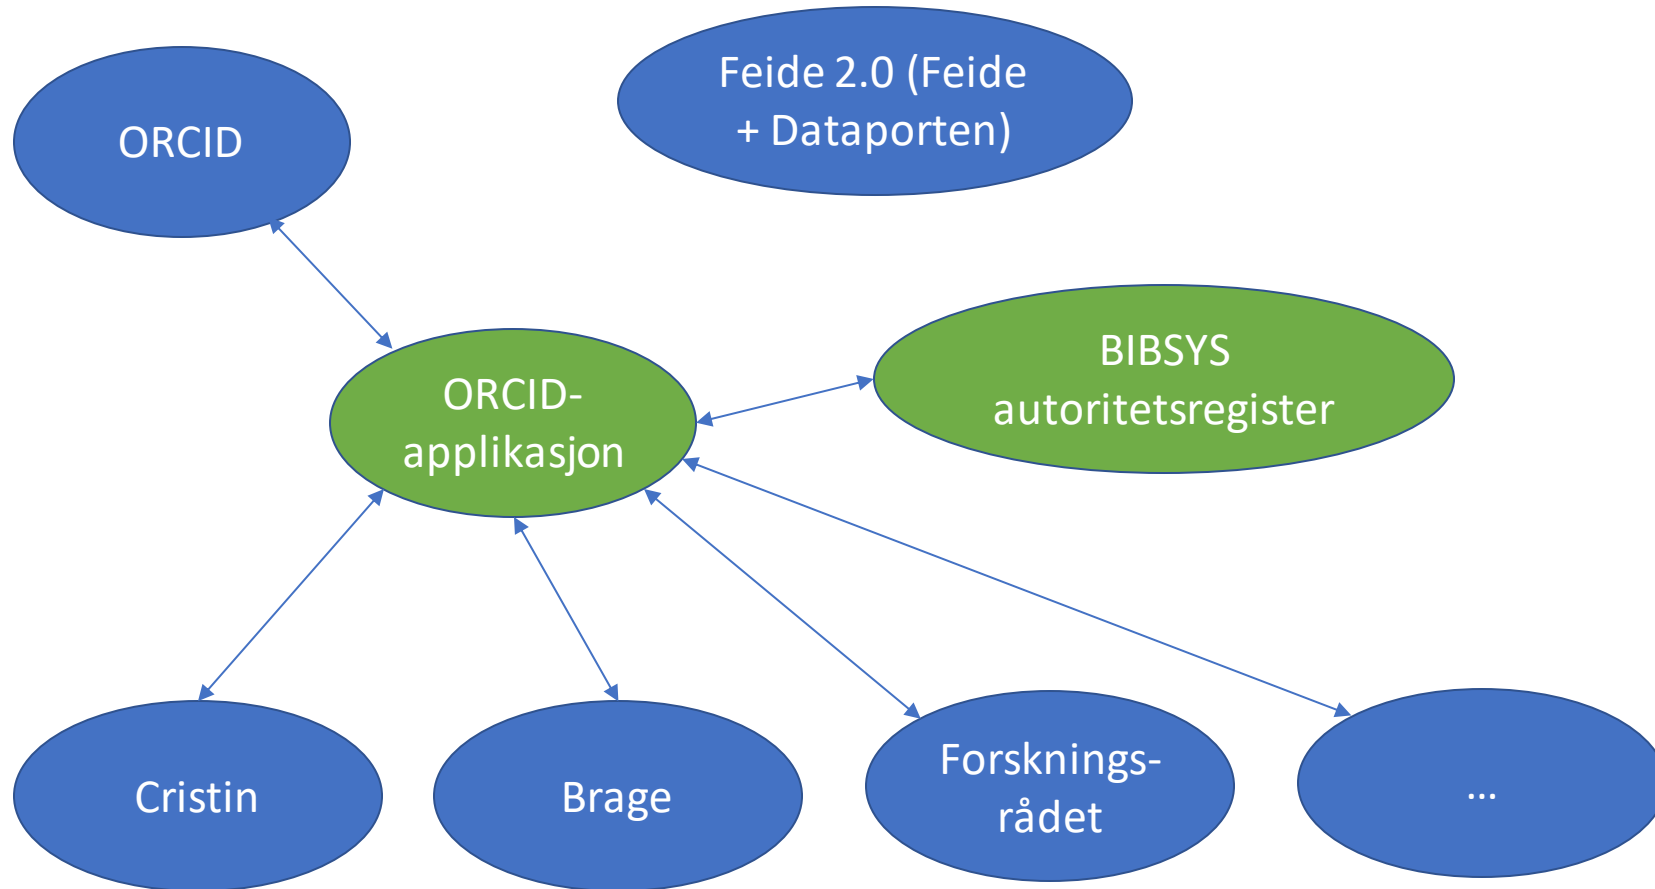 Feide 2.0 (Feide
+ Dataporten)
ORCID
BIBSYS
autoritetsregister
ORCID-
applikasjon
Cristin
Brage
Forsknings-
rådet
...